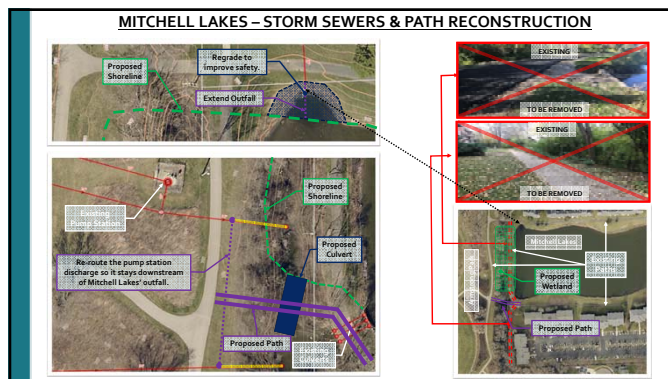 MITCHELL LAKES – STORM SEWERS & PATH RECONSTRUCTION
Proposed
Shoreline
Regrade to
improve safety.
Extend Outfall
EXISTING
TO BE REMOVED
EXISTING
TO BE REMOVED
Existing
Pump Station
Proposed
Shoreline
Proposed
Culvert
Re-route the pump station
discharge so it stays downstream
of Mitchell Lakes' outfall.
Proposed Path
Existing
Culverts
Mitchell Lakes
Proposed
Wetland
Proposed Path